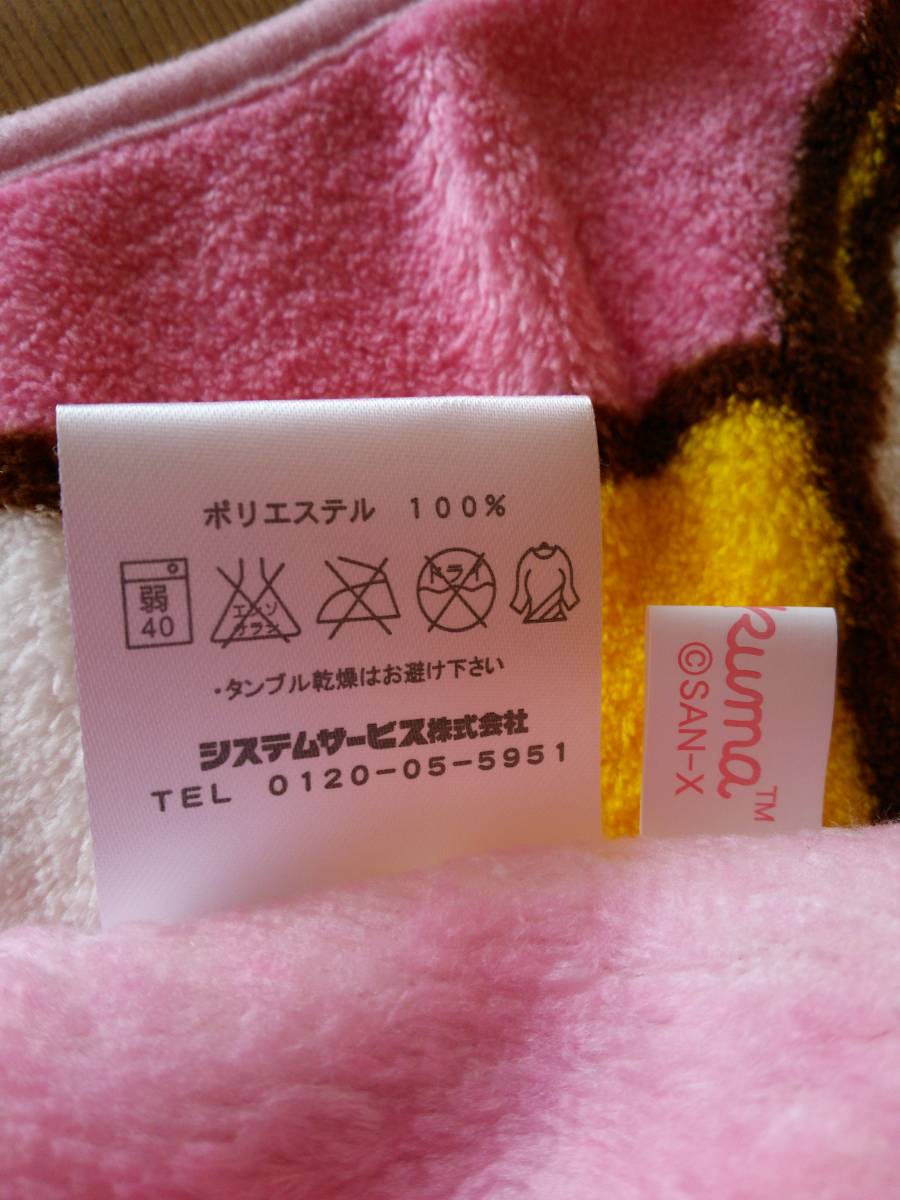 ポリエステル 100%
弱
40
エンソ
サラシ
ドライ
・タンブル乾燥はお避け下さい
システムサービス株式会社
TEL 0120-05-5951
kuma™
©SAN-X